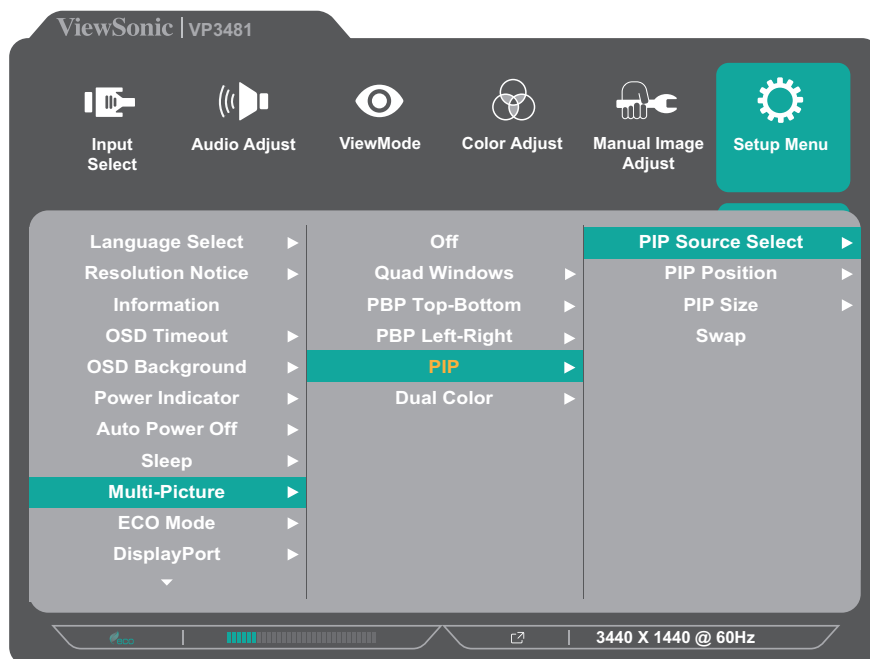 ViewSonic | VP3481
Input Select
Audio Adjust
ViewMode
Color Adjust
Manual Image Adjust
Setup Menu
Language Select
Resolution Notice
Information
OSD Timeout
OSD Background
Power Indicator
Auto Power Off
Sleep
Multi-Picture
ECO Mode
DisplayPort
Off
Quad Windows
PBP Top-Bottom
PBP Left-Right
PIP
Dual Color
PIP Source Select
PIP Position
PIP Size
Swap
eco
3440 X 1440 @ 60Hz